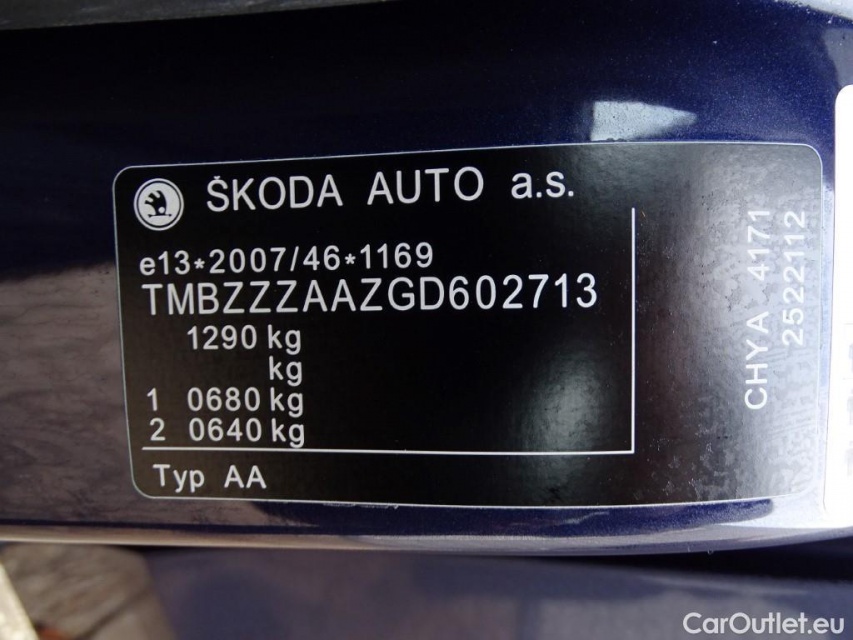 ŠKODA AUTO a.s.
e13*2007/46*1169
TMBZZZAAZGD602713
1290 kg
kg
1 0680 kg
2 0640 kg
Typ AA
CHYA 4171
2522112
CarOutlet.eu